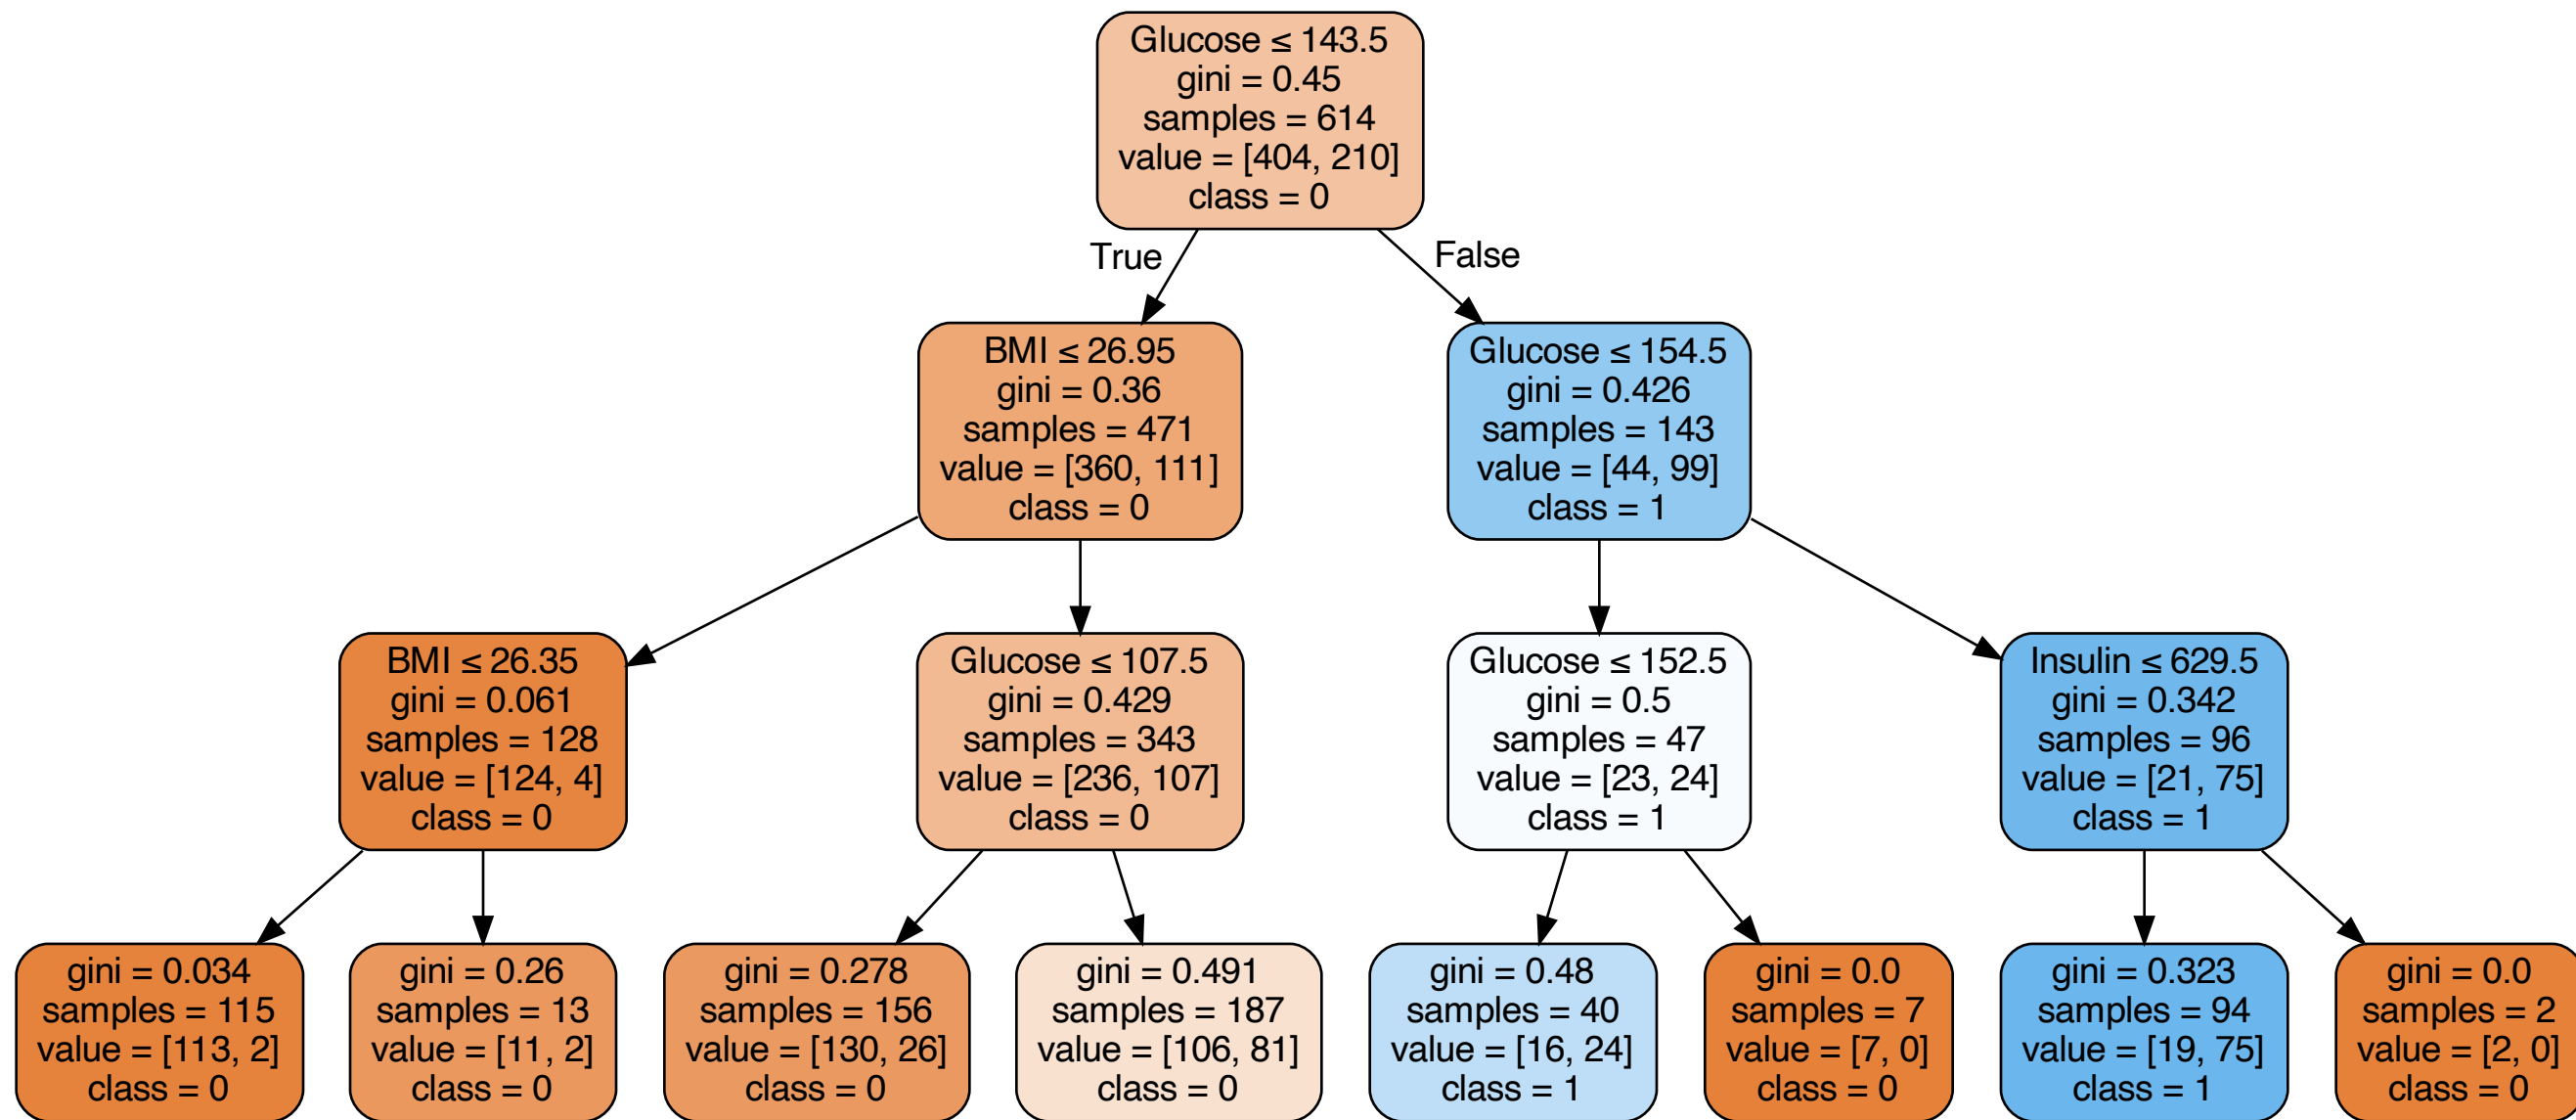 Glucose ≤ 143.5
gini = 0.45
samples = 614
value = [404, 210]
class = 0
True
False
BMI ≤ 26.95
gini = 0.36
samples = 471
value = [360, 111]
class = 0
Glucose ≤ 154.5
gini = 0.426
samples = 143
value = [44, 99]
class = 1
BMI ≤ 26.35
gini = 0.061
samples = 128
value = [124, 4]
class = 0
Glucose ≤ 107.5
gini = 0.429
samples = 343
value = [236, 107]
class = 0
Glucose ≤ 152.5
gini = 0.5
samples = 47
value = [23, 24]
class = 1
Insulin ≤ 629.5
gini = 0.342
samples = 96
value = [21, 75]
class = 1
gini = 0.034
samples = 115
value = [113, 2]
class = 0
gini = 0.26
samples = 13
value = [11, 2]
class = 0
gini = 0.278
samples = 156
value = [130, 26]
class = 0
gini = 0.491
samples = 187
value = [106, 81]
class = 0
gini = 0.48
samples = 40
value = [16, 24]
class = 1
gini = 0.0
samples = 7
value = [7, 0]
class = 0
gini = 0.323
samples = 94
value = [19, 75]
class = 1
gini = 0.0
samples = 2
value = [2, 0]
class = 0